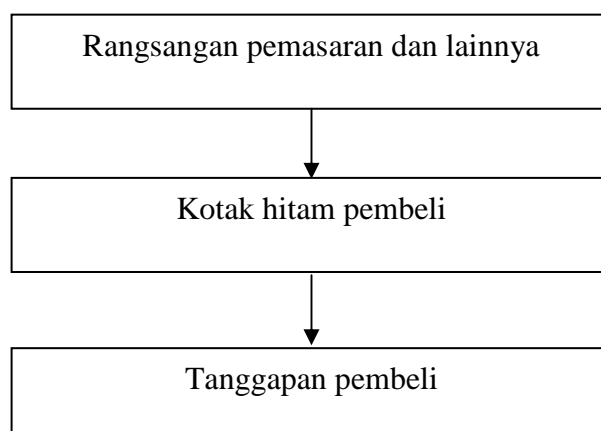 Rangsangan pemasaran dan lainnya
Kotak hitam pembeli
Tanggapan pembeli